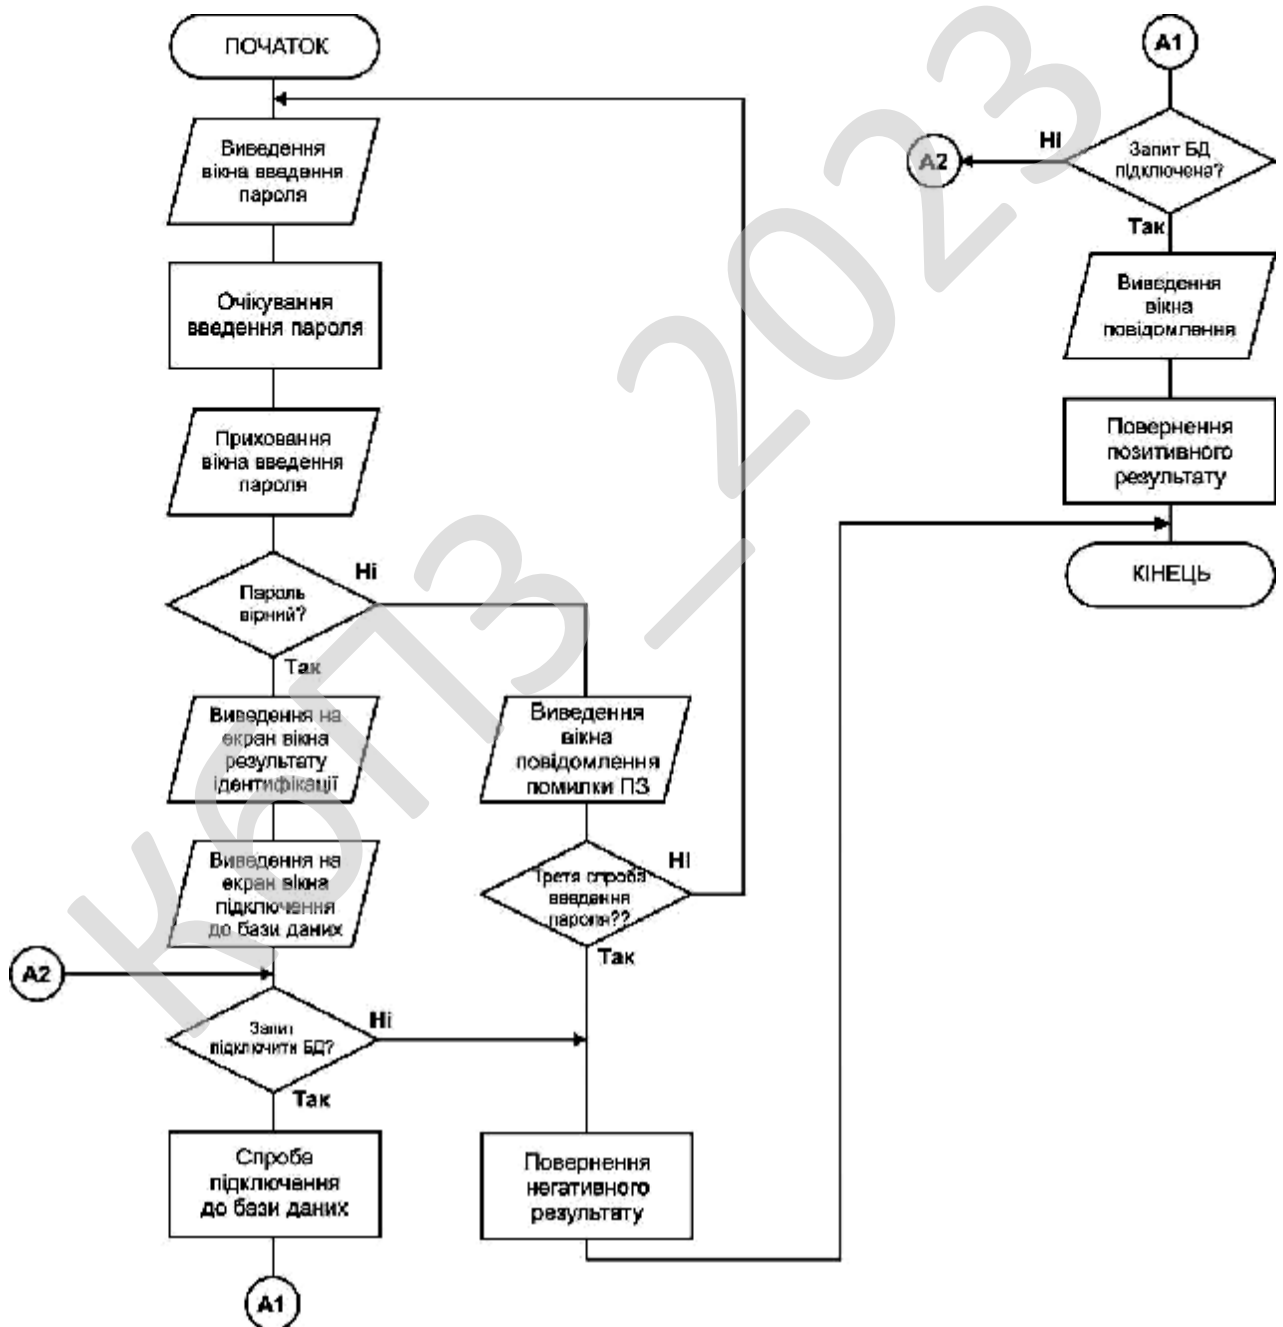 ПОЧАТОК
Виведення
вікна введення
пароля
Очікування
введення пароля
Приховання
вікна введення
пароля
Пароль
вірний?
Ні
Так
Виведення на
екран вікна
результату
ідентифікації
Виведення на
екран вікна
підключення
до бази даних
A2
Запит
підключити БД?
Ні
Так
Спроба
підключення
до бази даних
A1
Виведення
вікна
повідомлення
помилки ПЗ
Третя спроба
введення
пароля??
Ні
Так
Повернення
негативного
результату
A1
Запит БД
підключена?
Ні
A2
Так
Виведення
вікна
повідомлення
Повернення
позитивного
результату
КІНЕЦЬ
КбПЗ_2023